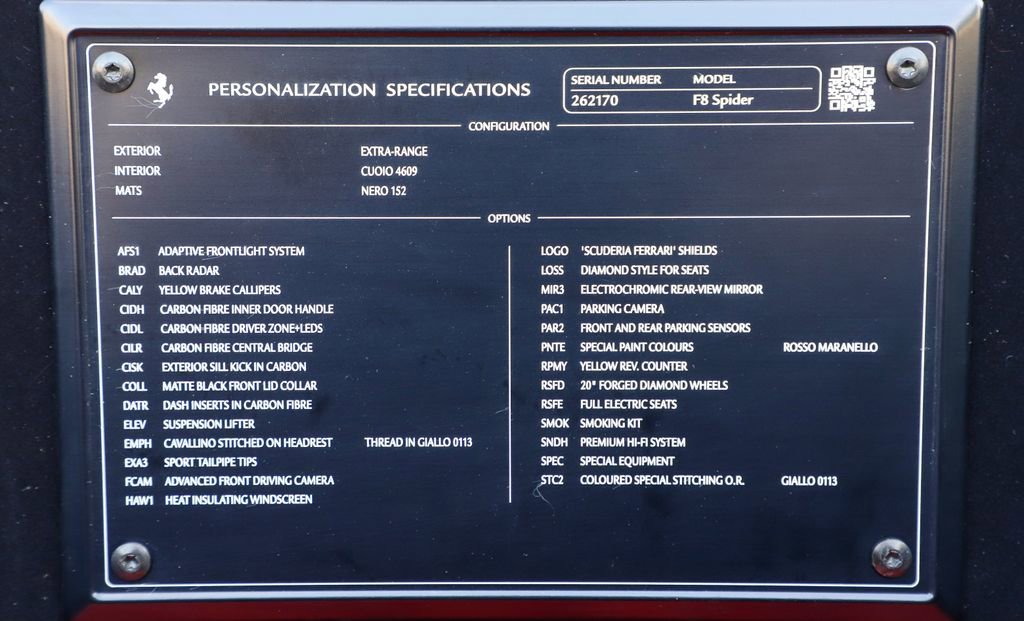 PERSONALIZATION SPECIFICATIONS
SERIAL NUMBER MODEL
262170 F8 Spider
CONFIGURATION
EXTERIOR EXTRA-RANGE
INTERIOR CUOIO 4609
MATS NERO 152
OPTIONS
AFS1 ADAPTIVE FRONTLIGHT SYSTEM
BRAD BACK RADAR
CALY YELLOW BRAKE CALLIPERS
CIDH CARBON FIBRE INNER DOOR HANDLE
CIDL CARBON FIBRE DRIVER ZONE+LEDS
CILR CARBON FIBRE CENTRAL BRIDGE
CISK EXTERIOR SILL KICK IN CARBON
COLL MATTE BLACK FRONT LID COLLAR
DATR DASH INSERTS IN CARBON FIBRE
ELEV SUSPENSION LIFTER
EMPH CAVALLINO STITCHED ON HEADREST THREAD IN GIALLO 0113
EXA3 SPORT TAILPIPE TIPS
FCAM ADVANCED FRONT DRIVING CAMERA
HAW1 HEAT INSULATING WINDSCREEN
LOGO 'SCUDERIA FERRARI' SHIELDS
LOSS DIAMOND STYLE FOR SEATS
MIR3 ELECTROCHROMIC REAR-VIEW MIRROR
PAC1 PARKING CAMERA
PAR2 FRONT AND REAR PARKING SENSORS
PNTE SPECIAL PAINT COLOURS ROSSO MARANELLO
RPMY YELLOW REV. COUNTER
RSFD 20" FORGED DIAMOND WHEELS
RSFE FULL ELECTRIC SEATS
SMOK SMOKING KIT
SNDH PREMIUM HI-FI SYSTEM
SPEC SPECIAL EQUIPMENT
STC2 COLOURED SPECIAL STITCHING O.R. GIALLO 0113